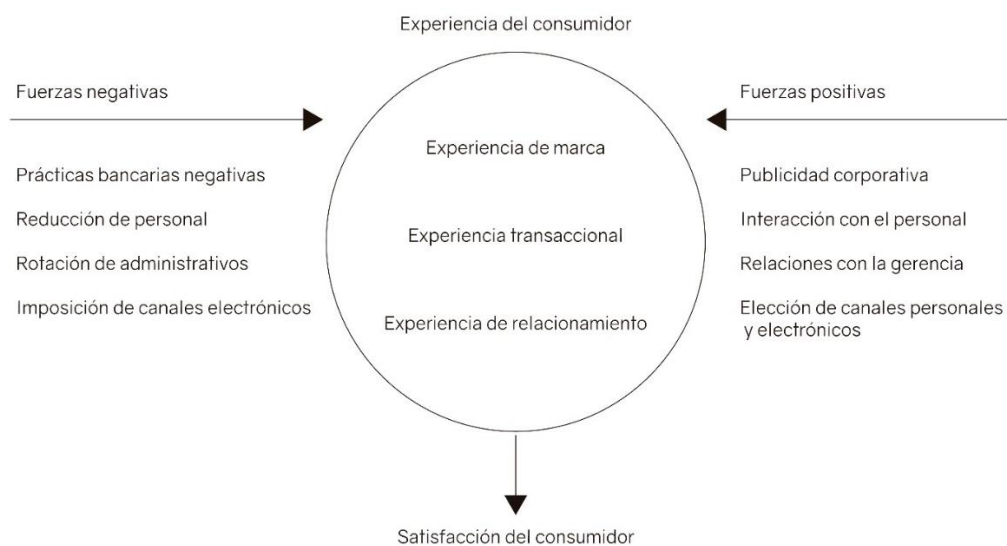 Experiencia del consumidor
Fuerzas negativas
Prácticas bancarias negativas
Reducción de personal
Rotación de administrativos
Imposición de canales electrónicos
Experiencia de marca
Experiencia transaccional
Experiencia de relacionamiento
Fuerzas positivas
Publicidad corporativa
Interacción con el personal
Relaciones con la gerencia
Elección de canales personales
y electrónicos
Satisfacción del consumidor